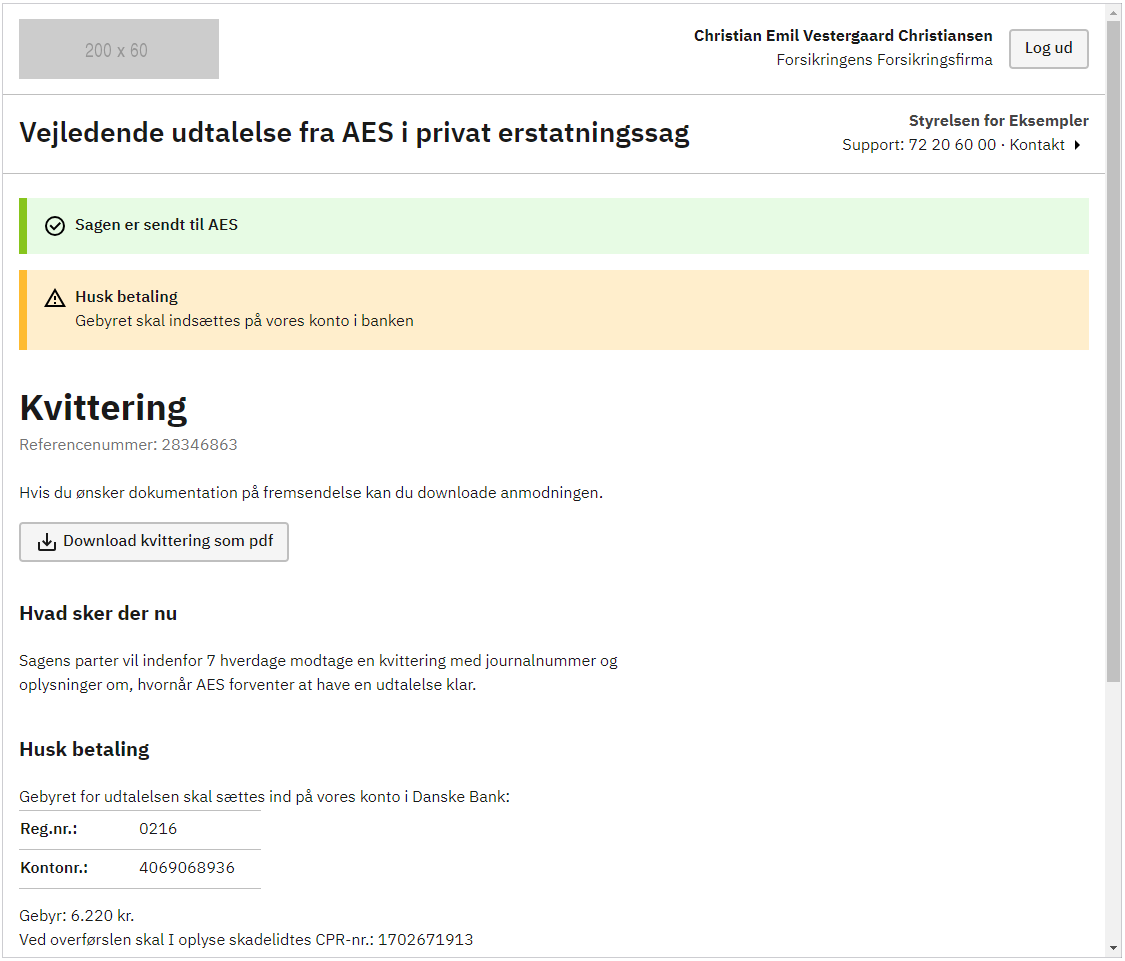 200 x 60
Christian Emil Vestergaard Christiansen
Forsikringens Forsikringsfirma
Log ud
Vejledende udtalelse fra AES i privat erstatningssag
Styrelsen for Eksempler
Support: 72 20 60 00 · Kontakt
Sagen er sendt til AES
Husk betaling
Gebyret skal indsættes på vores konto i banken
Kvittering
Referencenummer: 28346863
Hvis du ønsker dokumentation på fremsendelse kan du downloade anmodningen.
Download kvittering som pdf
Hvad sker der nu
Sagens parter vil indenfor 7 hverdage modtage en kvittering med journalnummer og
oplysninger om, hvornår AES forventer at have en udtalelse klar.
Husk betaling
Gebyret for udtalelsen skal sættes ind på vores konto i Danske Bank:
Reg.nr.: 0216
Kontonr.: 4069068936
Gebyr: 6.220 kr.
Ved overførslen skal I oplyse skadelidtes CPR-nr.: 1702671913